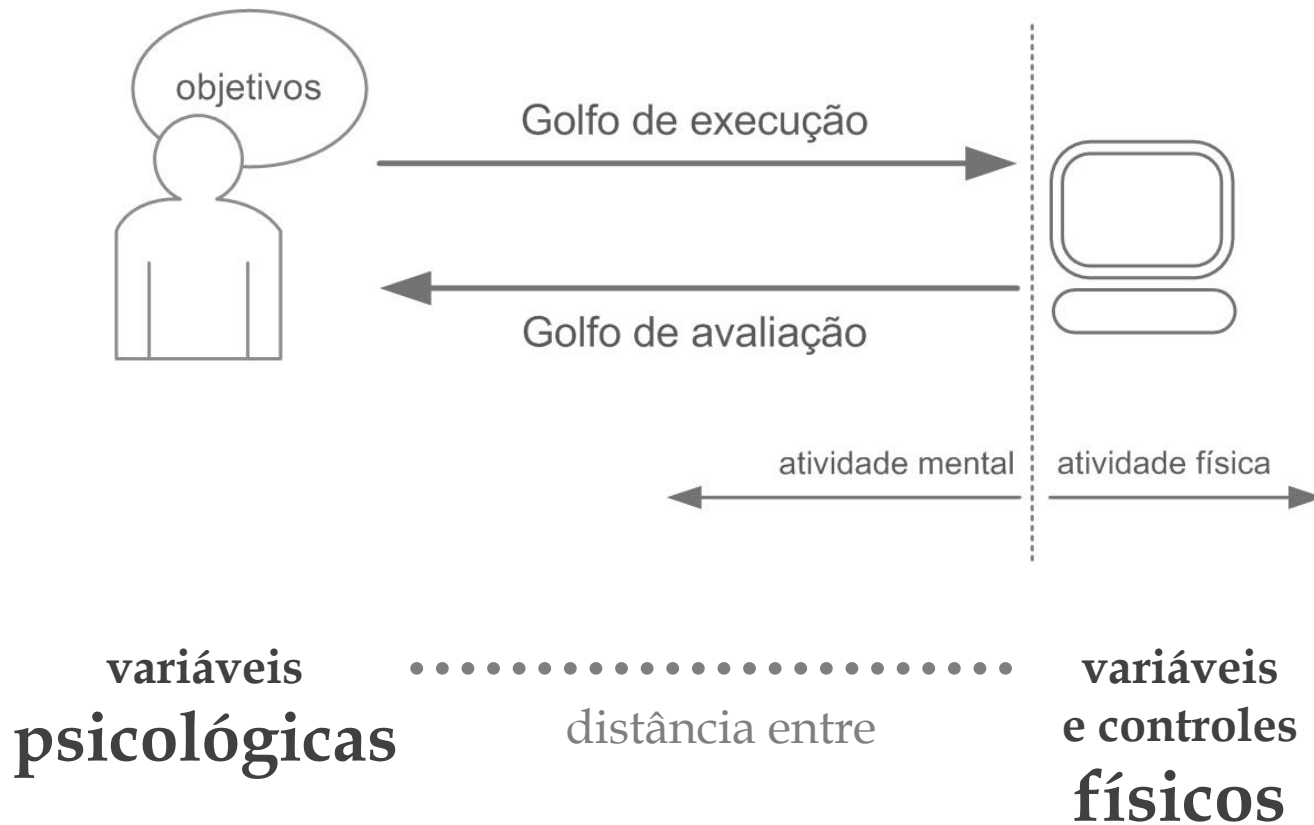 objetivos
Golfo de execução
Golfo de avaliação
atividade mental
atividade física
variáveis
psicológicas
distância entre
variáveis
e controles
físicos